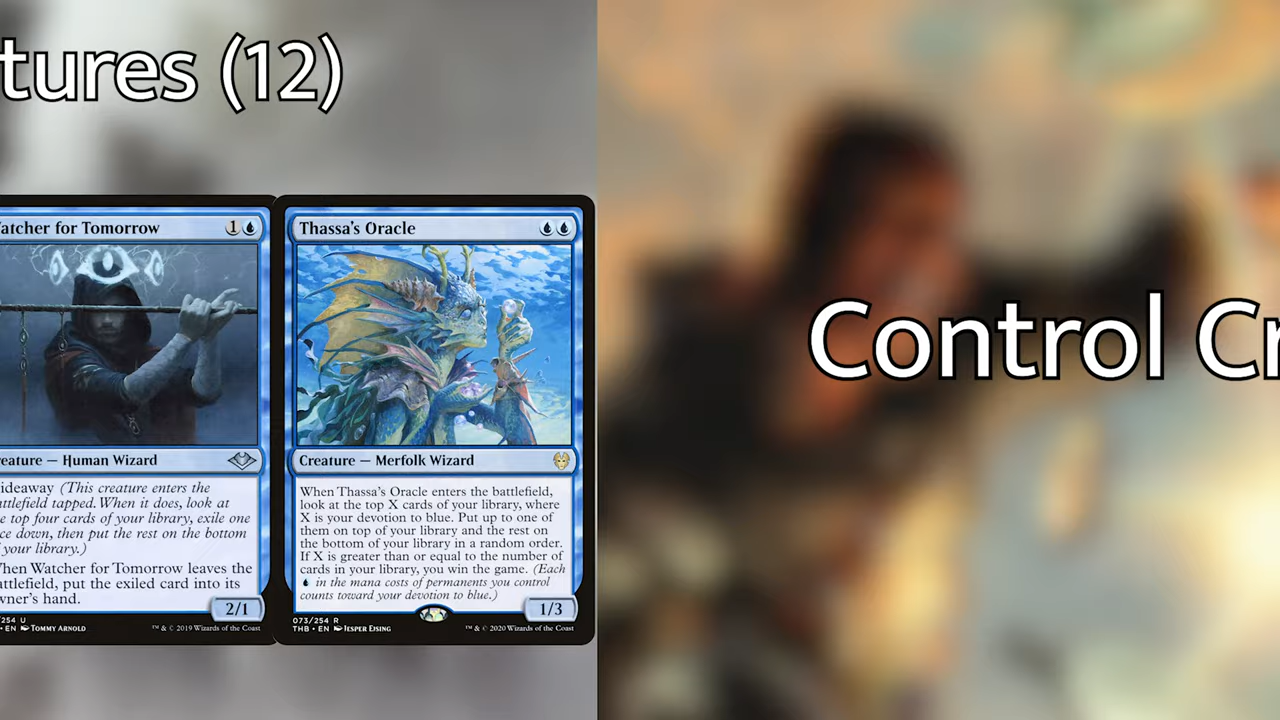 tures (12)
atcher for Tomorrow 1
reature — Human Wizard
ideaway (This creature enters the
attlefield tapped. When it does, look at
e top four cards of your library, exile one
ce down, then put the rest on the bottom
f your library.)
hen Watcher for Tomorrow leaves the
attlefield, put the exiled card into its
wner's hand.
2/1
/254 U
• EN Tommy Arnold ™ & © 2019 Wizards of the Coast
Thassa's Oracle
Creature — Merfolk Wizard
When Thassa's Oracle enters the battlefield,
look at the top X cards of your library, where
X is your devotion to blue. Put up to one of
them on top of your library and the rest on
the bottom of your library in a random order.
If X is greater than or equal to the number of
cards in your library, you win the game. (Each
in the mana costs of permanents you control
counts toward your devotion to blue.)
1/3
073/254 R
THB • EN Jesper Ejsing ™ & © 2020 Wizards of the Coast
Control Cr